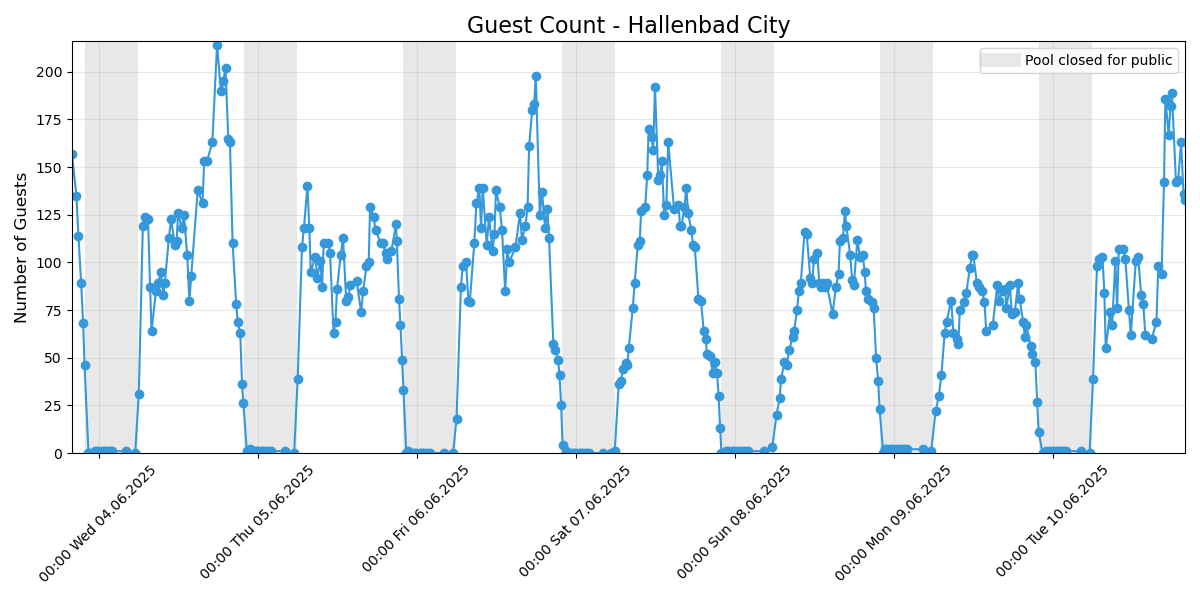 Guest Count - Hallenbad City
Pool closed for public
Number of Guests
200
175
150
125
100
75
50
25
0
00:00 Wed 04.06.2025
00:00 Thu 05.06.2025
00:00 Fri 06.06.2025
00:00 Sat 07.06.2025
00:00 Sun 08.06.2025
00:00 Mon 09.06.2025
00:00 Tue 10.06.2025